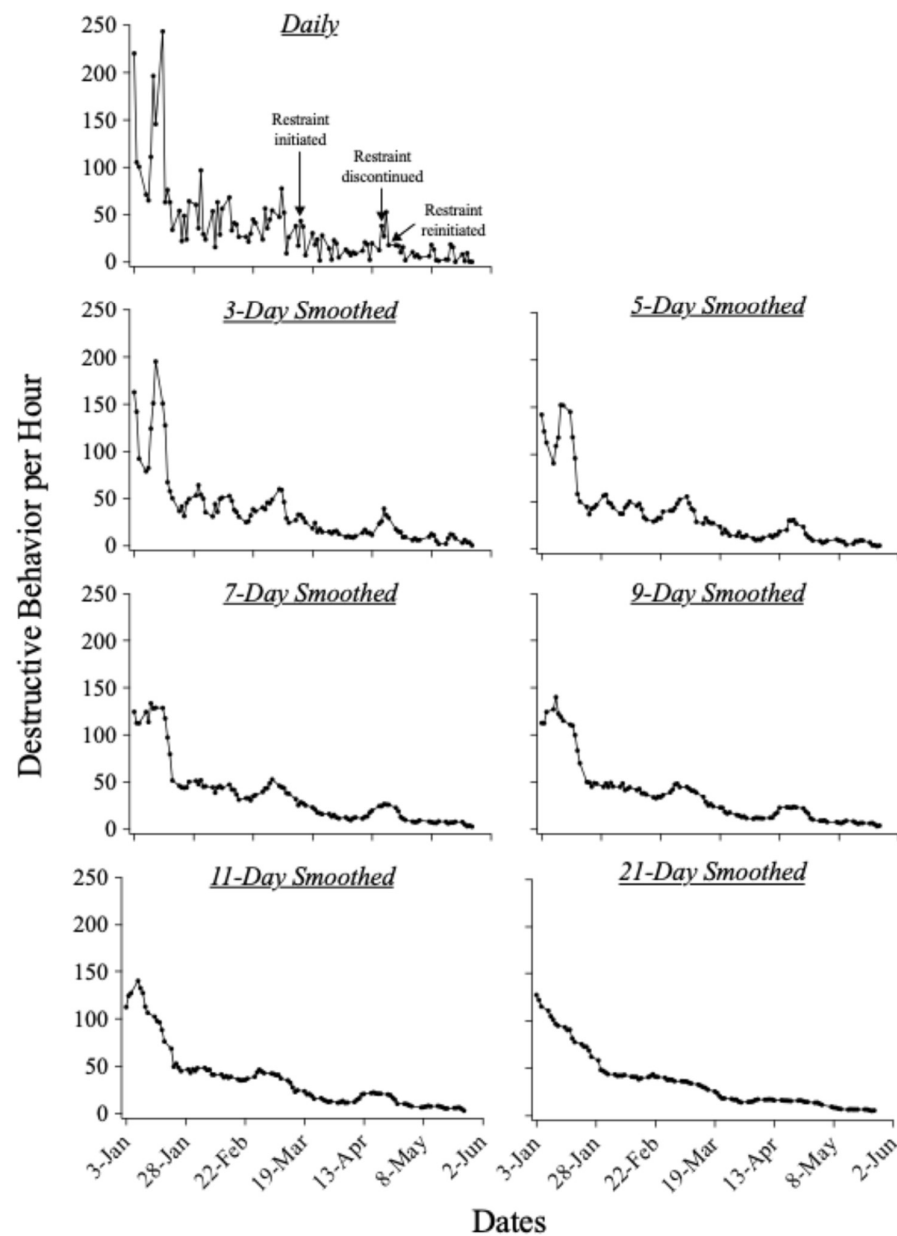 Daily
250
200
150
100
50
0
Restraint
initiated
Restraint
discontinued
Restraint
reinitiated
3-Day Smoothed
250
200
150
100
50
0
5-Day Smoothed
Destructive Behavior per Hour
7-Day Smoothed
250
200
150
100
50
0
9-Day Smoothed
11-Day Smoothed
250
200
150
100
50
0
3-Jan
28-Jan
22-Feb
19-Mar
13-Apr
8-May
2-Jun
21-Day Smoothed
3-Jan
28-Jan
22-Feb
19-Mar
13-Apr
8-May
2-Jun
Dates